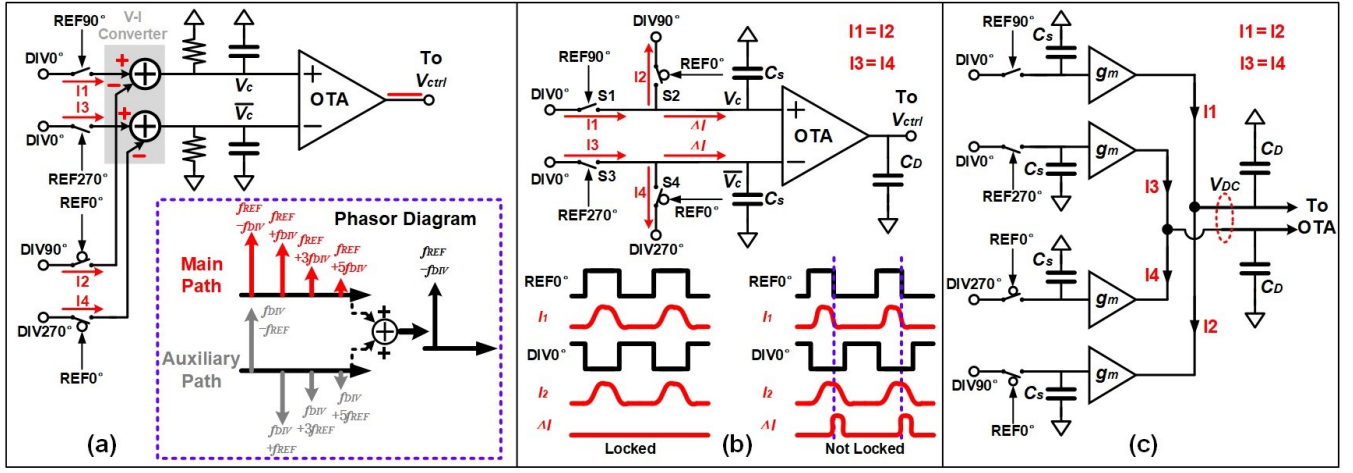 REF90°
V-I
Converter
DIV0°
+
−
I1
I3
+
−
DIV0°
REF270°
REF0°
DIV90°
I2
I4
DIV270°
REF0°
Vc
Vc
+
−
OTA
To
Vctrl
Phasor Diagram
fREF
−fDIV
fREF
+fDIV
fREF
+3fDIV
fREF
+5fDIV
Main
Path
fDIV
−fREF
Auxiliary
Path
fDIV
+fREF
fDIV
+3fREF
fDIV
+5fREF
+
+
fREF
−fDIV
(a)
DIV90°
REF90°
I2
REF0°
CS
DIV0°
S1
S2
Vc
I1
ΔI
I3
ΔI
DIV0°
S3
S4
Vc
REF270°
I4
REF0°
CS
DIV270°
+
−
OTA
To
Vctrl
CD
I1 = I2
I3 = I4
REF0°
I1
DIV0°
I2
ΔI
Locked
REF0°
I1
DIV0°
I2
ΔI
Not Locked
(b)
REF90°
CS
DIV0°
gm
I1
I1 = I2
I3 = I4
DIV0°
CS
REF270°
gm
I3
CD
VDC
To
OTA
REF0°
CS
DIV270°
gm
I4
CD
I2
DIV90°
CS
REF0°
gm
(c)